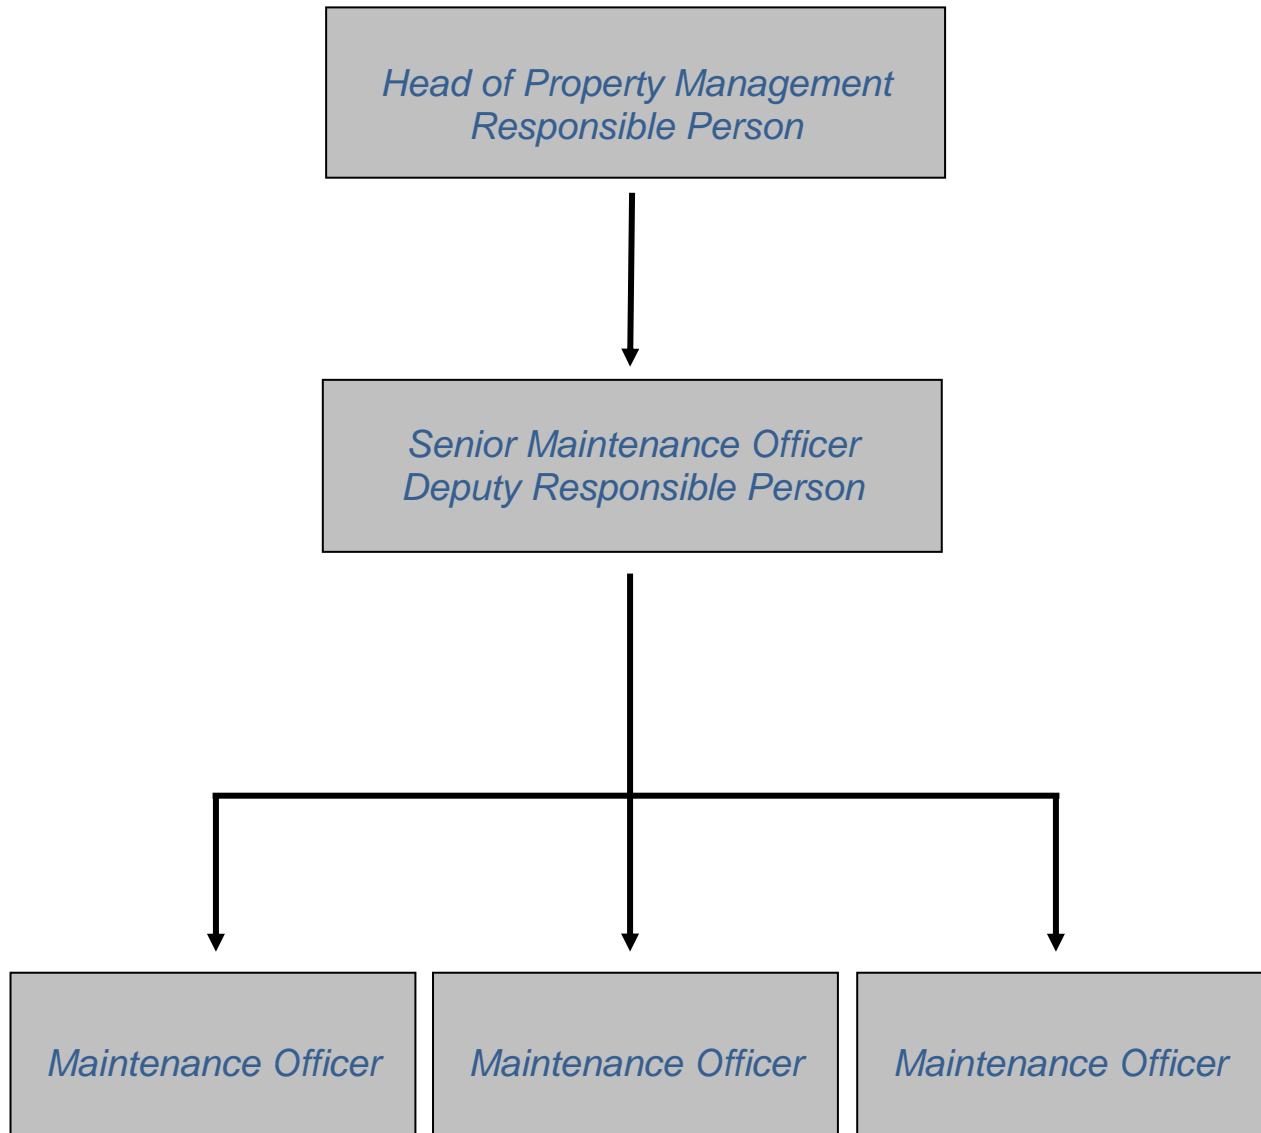 Head of Property Management
Responsible Person
Senior Maintenance Officer
Deputy Responsible Person
Maintenance Officer
Maintenance Officer
Maintenance Officer